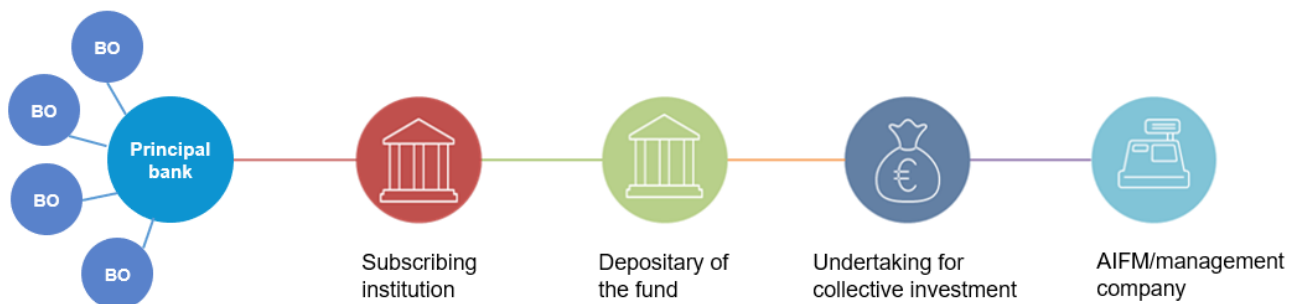 BO
BO
BO
BO
Principal
bank
€
Subscribing
institution
Depositary of
the fund
Undertaking for
collective investment
AIFM/management
company